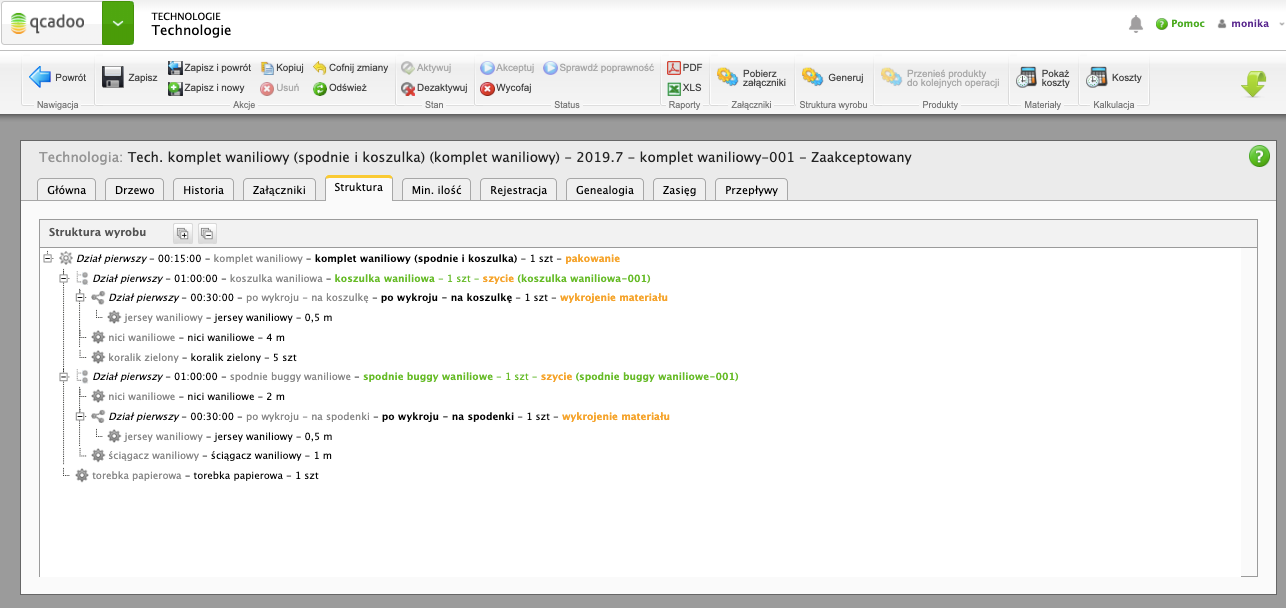 qcadoo
TECHNOLOGIE
Technologie
Pomoc
monika
Powrót
Nawigacja
Zapisz
Zapisz i powrót
Zapisz i nowy
Kopiuj
Usuń
Cofnij zmiany
Odśwież
Akcje
Aktywuj
Dezaktywuj
Stan
Akceptuj
Wycofaj
Sprawdź poprawność
Status
PDF
XLS
Raporty
Pobierz
załączniki
Załączniki
Generuj
Struktura wyrobu
Przenieś produkty
do kolejnych operacji
Produkty
Pokaż
koszty
Materiały
Koszty
Kalkulacja
Technologia: Tech. komplet waniliowy (spodnie i koszulka) (komplet waniliowy) - 2019.7 - komplet waniliowy-001 - Zaakceptowany
?
Główna Drzewo Historia Załączniki Struktura Min. ilość Rejestracja Genealogia Zasięg Przepływy
Struktura wyrobu
Dział pierwszy - 00:15:00 - komplet waniliowy - komplet waniliowy (spodnie i koszulka) - 1 szt - pakowanie
Dział pierwszy - 01:00:00 - koszulka waniliowa - koszulka waniliowa - 1 szt - szycie (koszulka waniliowa-001)
Dział pierwszy - 00:30:00 - po wykroju - na koszulkę - po wykroju - na koszulkę - 1 szt - wykrojenie materiału
jersey waniliowy - jersey waniliowy - 0,5 m
nici waniliowe - nici waniliowe - 4 m
koralik zielony - koralik zielony - 5 szt
Dział pierwszy - 01:00:00 - spodnie buggy waniliowe - spodnie buggy waniliowe - 1 szt - szycie (spodnie buggy waniliowe-001)
nici waniliowe - nici waniliowe - 2 m
Dział pierwszy - 00:30:00 - po wykroju - na spodenki - po wykroju - na spodenki - 1 szt - wykrojenie materiału
jersey waniliowy - jersey waniliowy - 0,5 m
ściągacz waniliowy - ściągacz waniliowy - 1 m
torebka papierowa - torebka papierowa - 1 szt